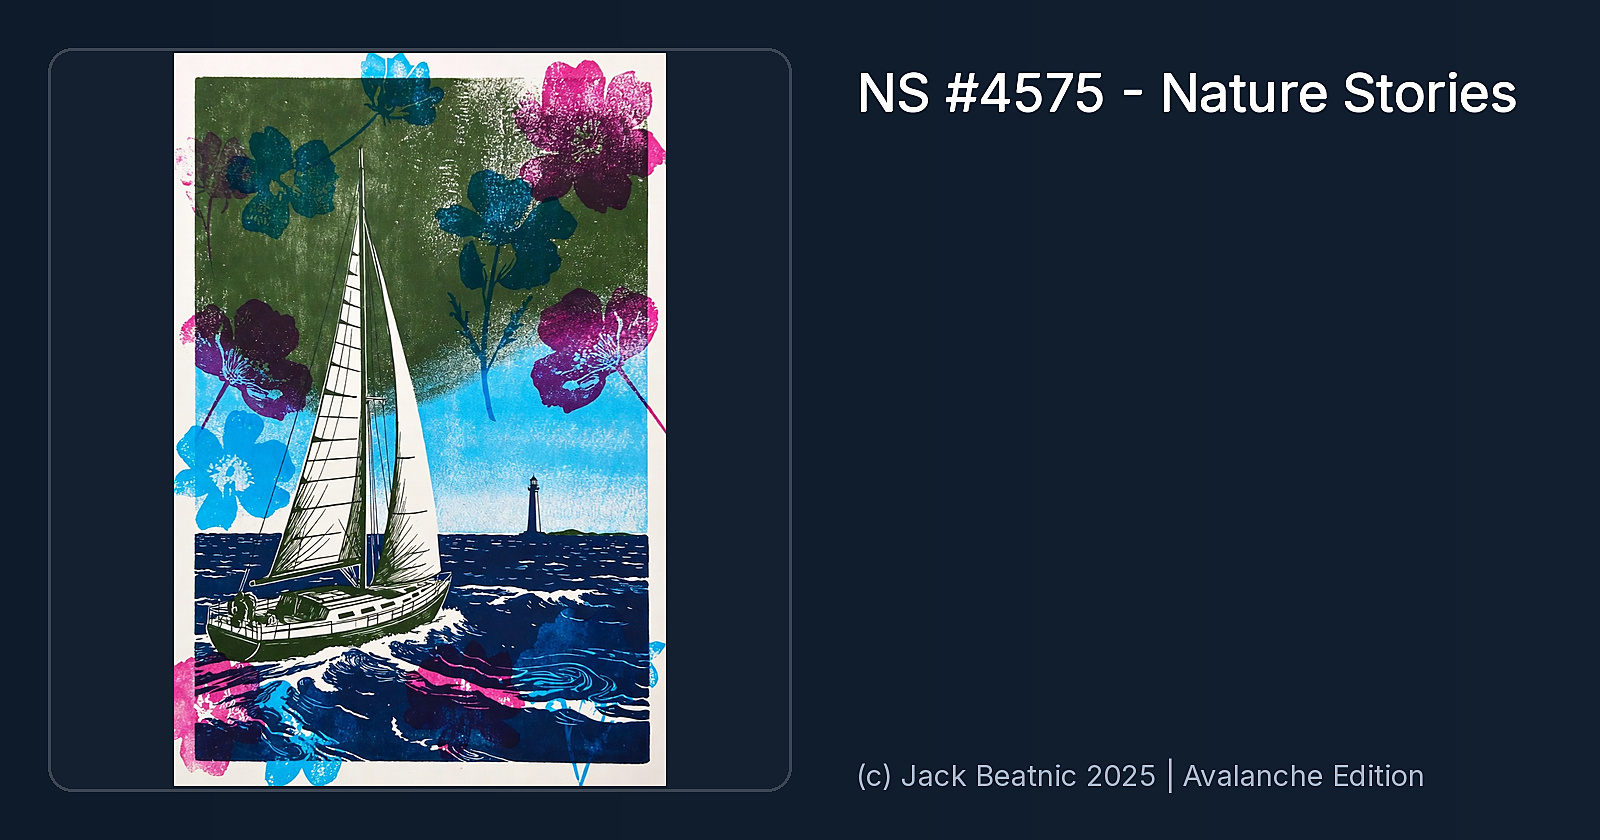 NS #4575 - Nature Stories
(c) Jack Beatnic 2025 | Avalanche Edition